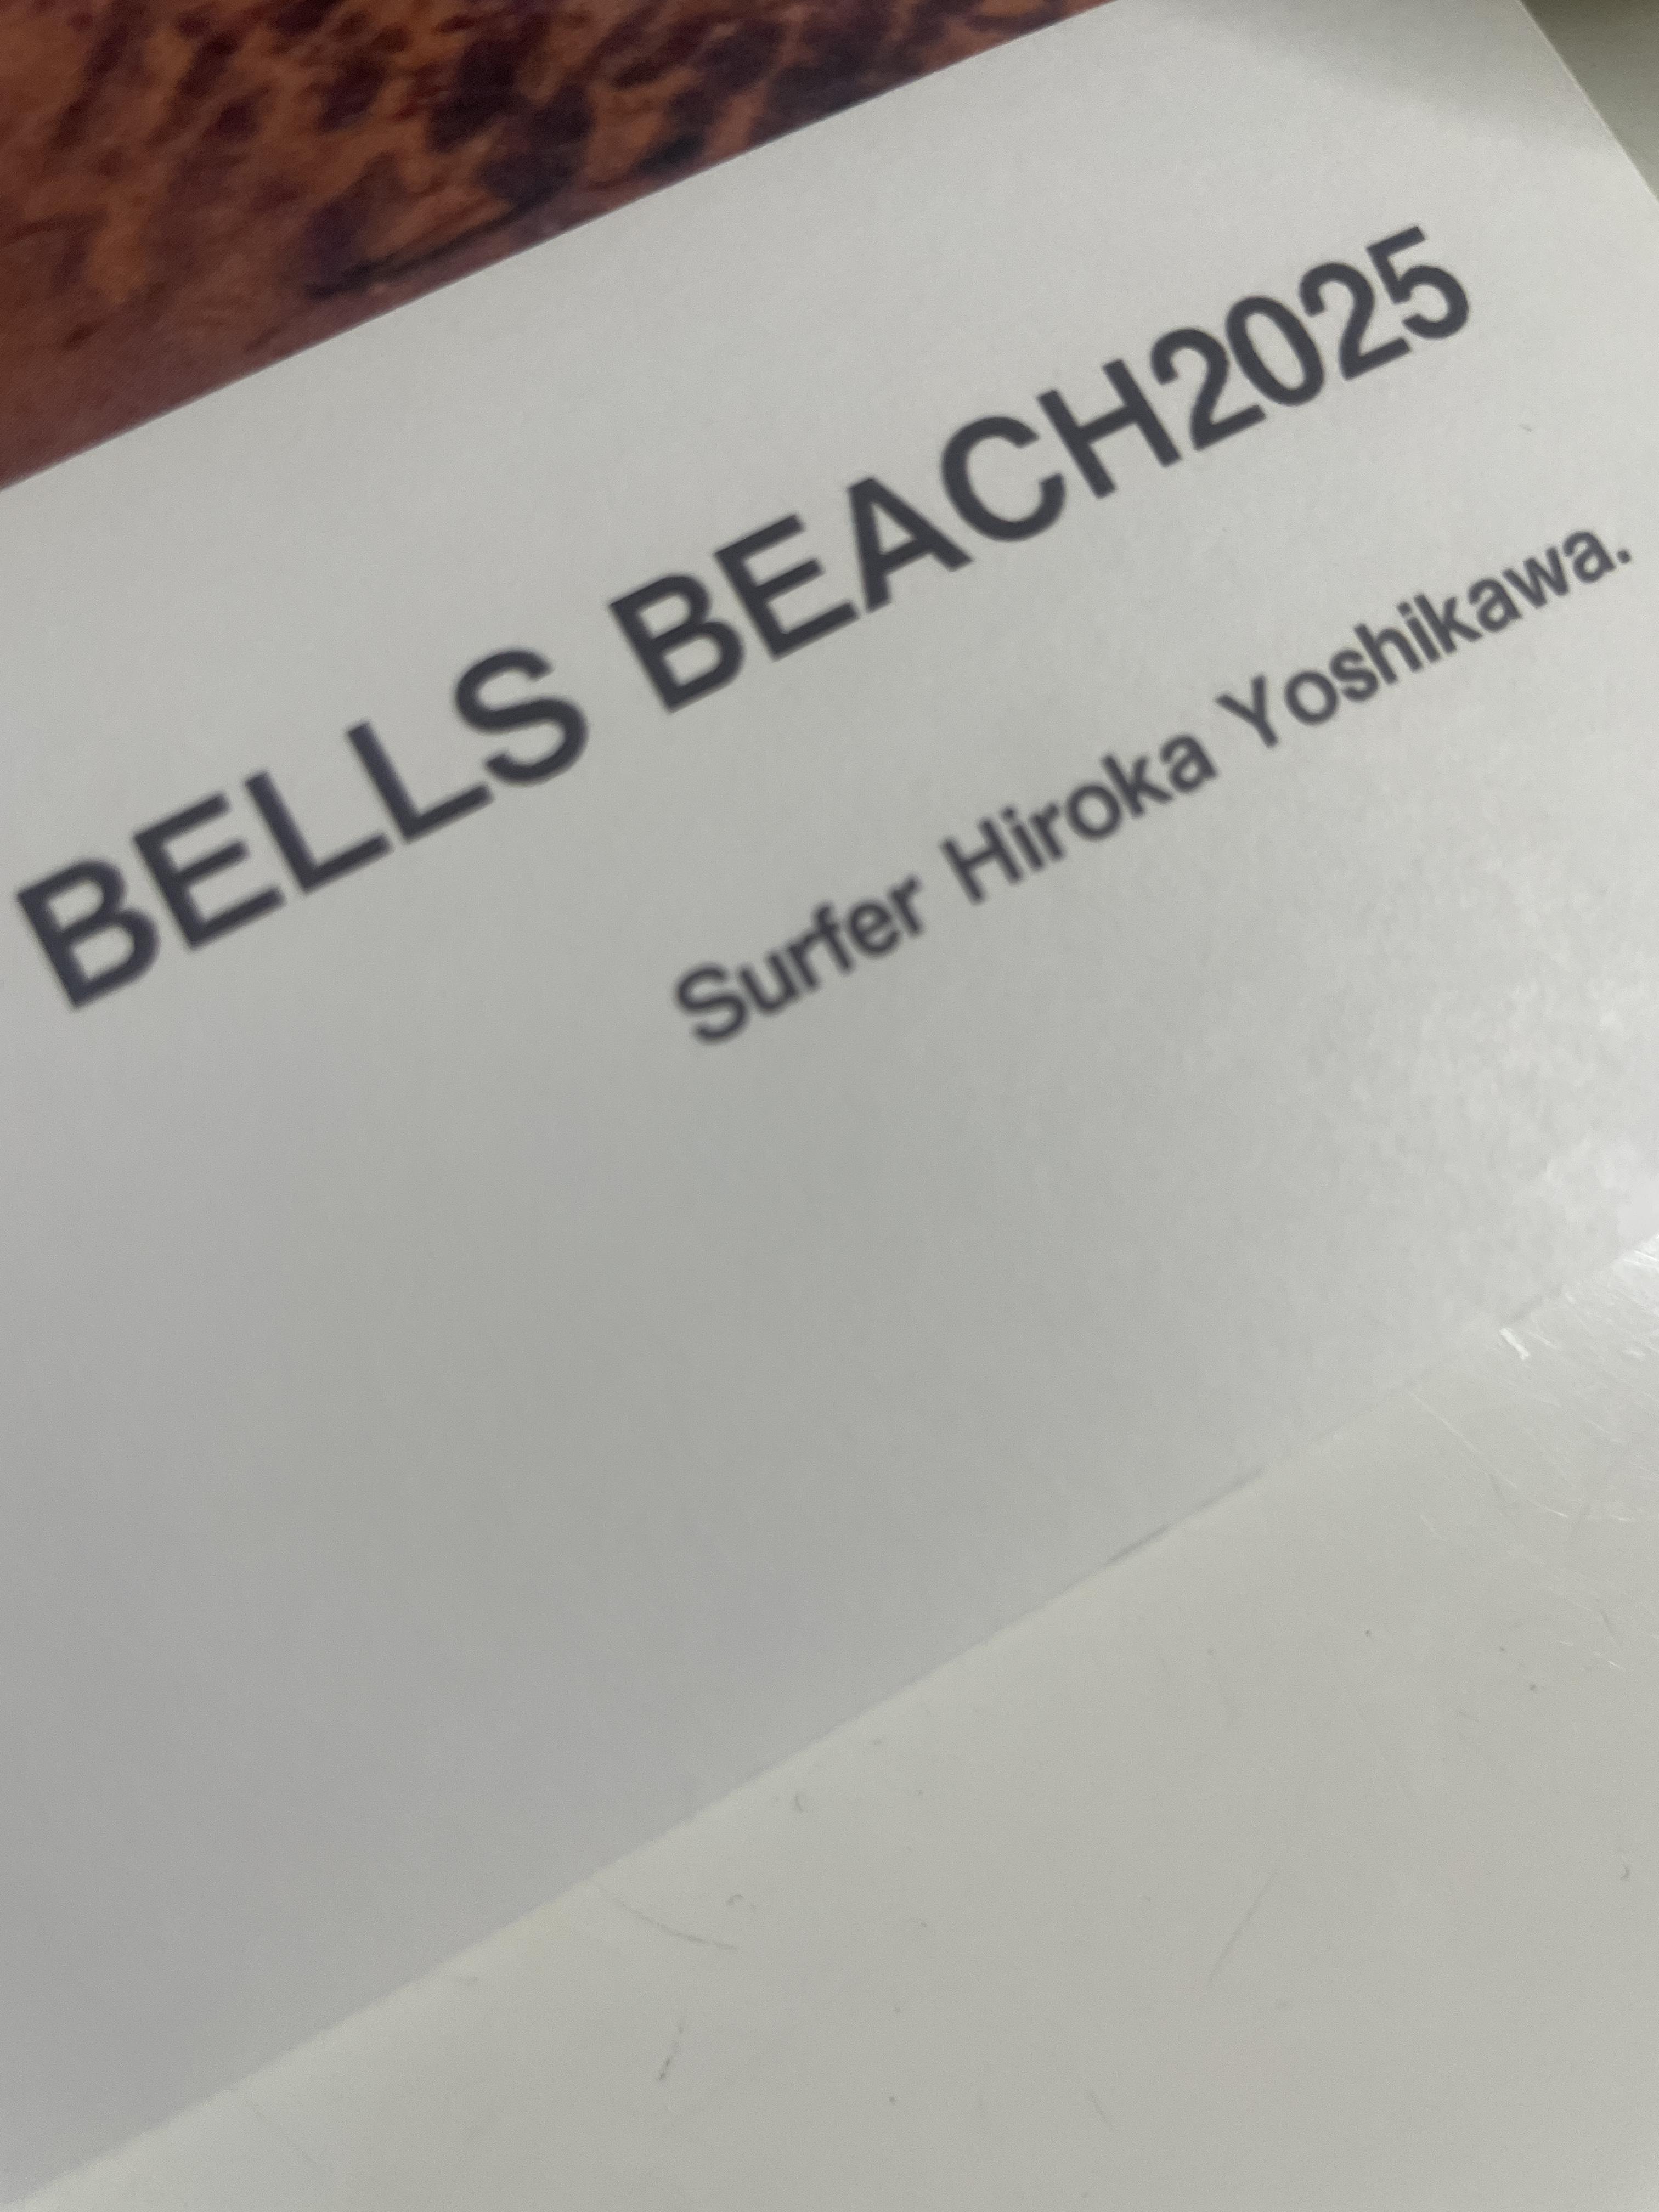 BELLS BEACH2025
Surfer Hiroka Yoshikawa.